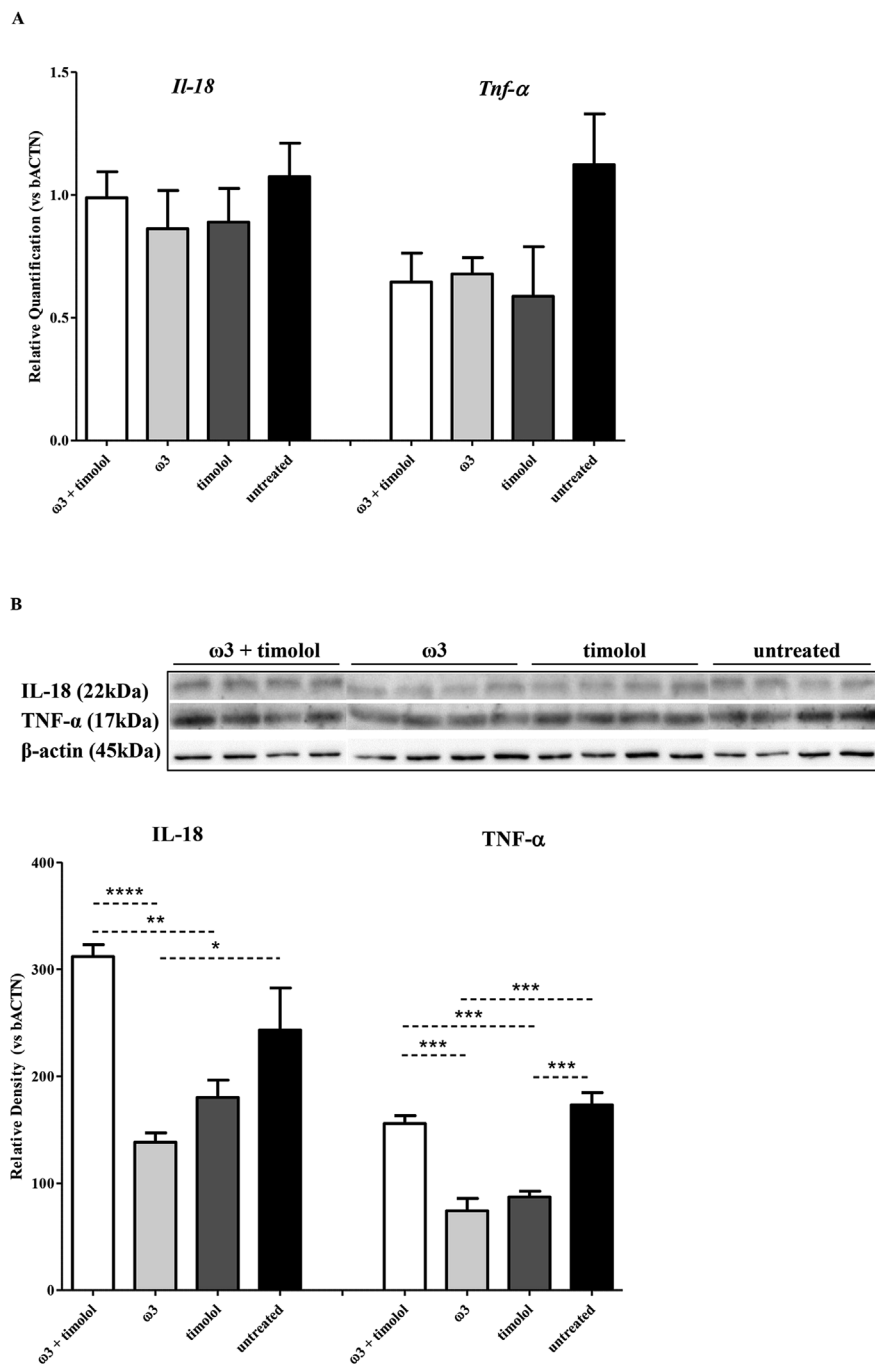 A
Il-18
Tnf-α
Relative Quantification (vs bACTN)
1.5
1.0
0.5
0.0
ω3 + timolol
ω3
timolol
untreated
ω3 + timolol
ω3
timolol
untreated
B
ω3 + timolol
ω3
timolol
untreated
IL-18 (22kDa)
TNF-α (17kDa)
β-actin (45kDa)
IL-18
TNF-α
Relative Density (vs bACTN)
400
300
200
100
0
****
**
*
***
***
***
***
ω3 + timolol
ω3
timolol
untreated
ω3 + timolol
ω3
timolol
untreated